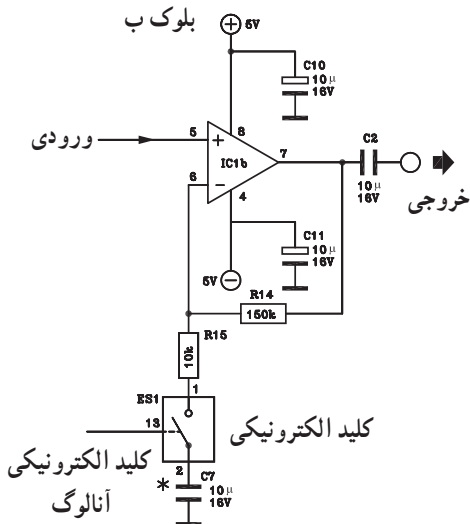 بلوک ب
5V
C10
10μ
16V
ورودی
5
8
IC1b
7
C2
6
4
10μ
16V
خروجی
C11
10μ
16V
5V
R14
150k
R15
10k
1
ES1
13
کلید الکترونیکی
کلید الکترونیکی
آنالوگ
2
*
C7
10μ
16V